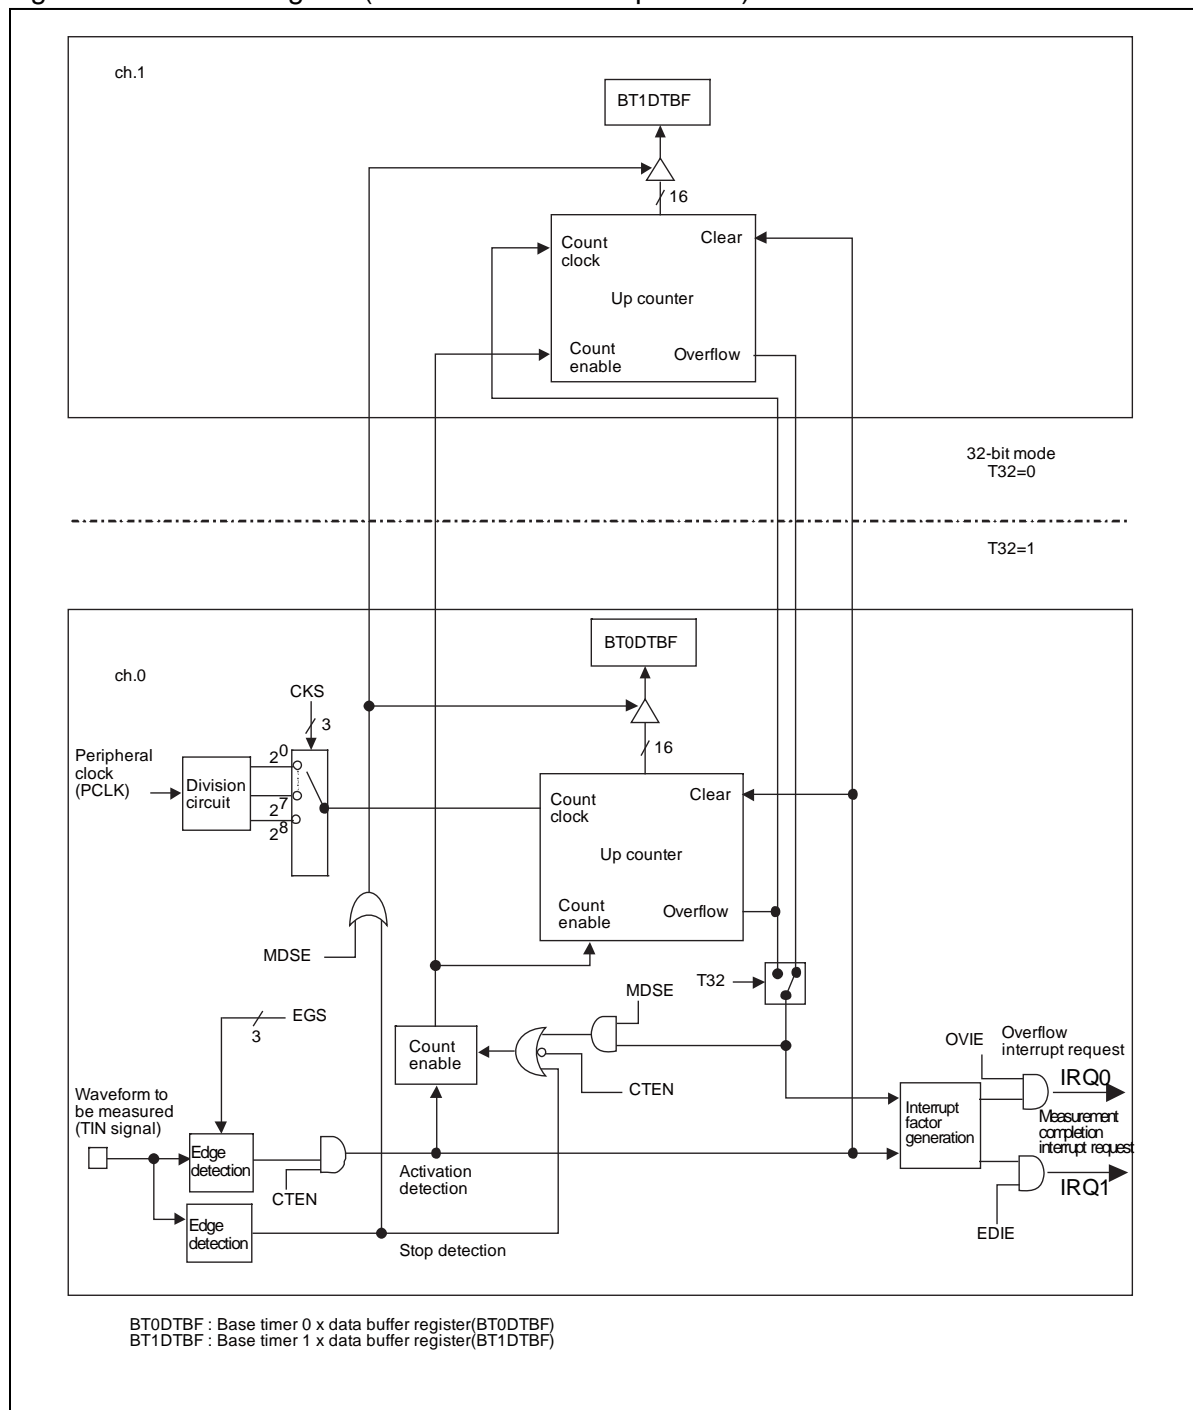 ch.1
BT1DTBF
16
Count
clock
Clear
Up counter
Count
enable
Overflow
32-bit mode
T32=0
T32=1
ch.0
BT0DTBF
CKS
3
16
Peripheral
clock
(PCLK)
Division
circuit
2^0
2^7
2^8
Count
clock
Clear
Up counter
Count
enable
Overflow
MDSE
T32
MDSE
EGS
3
Count
enable
CTEN
OVIE
Overflow
interrupt request
IRQ0
Waveform to
be measured
(TIN signal)
Edge
detection
CTEN
Activation
detection
Interrupt
factor
generation
Measurement
completion
interrupt request
IRQ1
EDIE
Edge
detection
Stop detection
BT0DTBF : Base timer 0 x data buffer register(BT0DTBF)
BT1DTBF : Base timer 1 x data buffer register(BT1DTBF)